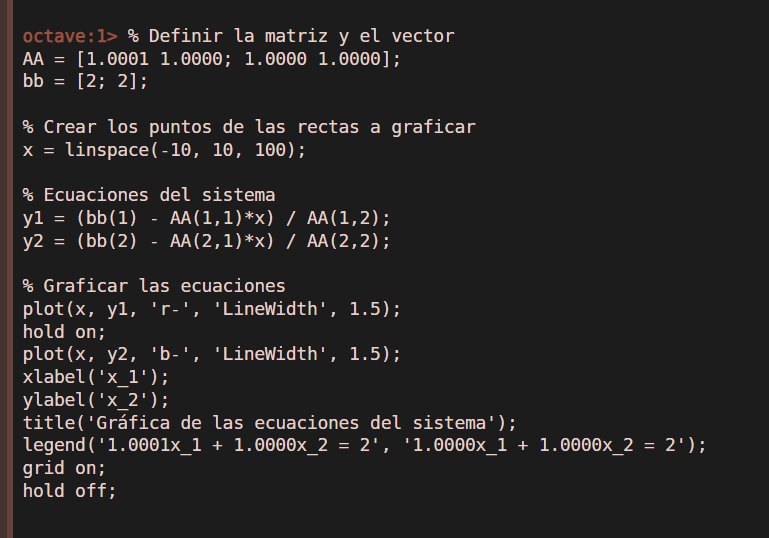 octave:1> % Definir la matriz y el vector
AA = [1.0001 1.0000; 1.0000 1.0000];
bb = [2; 2];
% Crear los puntos de las rectas a graficar
x = linspace(-10, 10, 100);
% Ecuaciones del sistema
y1 = (bb(1) - AA(1,1)*x) / AA(1,2);
y2 = (bb(2) - AA(2,1)*x) / AA(2,2);
% Graficar las ecuaciones
plot(x, y1, 'r-', 'LineWidth', 1.5);
hold on;
plot(x, y2, 'b-', 'LineWidth', 1.5);
xlabel('x_1');
ylabel('x_2');
title('Gráfica de las ecuaciones del sistema');
legend('1.0001x_1 + 1.0000x_2 = 2', '1.0000x_1 + 1.0000x_2 = 2');
grid on;
hold off;